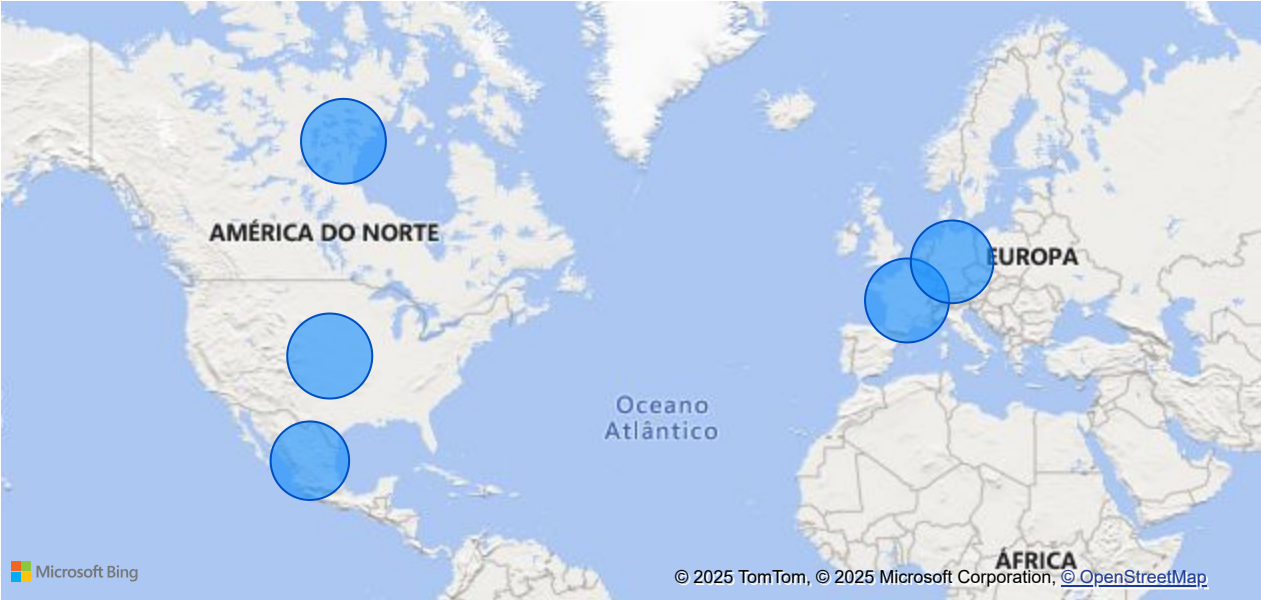 AMÉRICA DO NORTE
EUROPA
Oceano
Atlântico
ÁFRICA
Microsoft Bing
© 2025 TomTom, © 2025 Microsoft Corporation, © OpenStreetMap